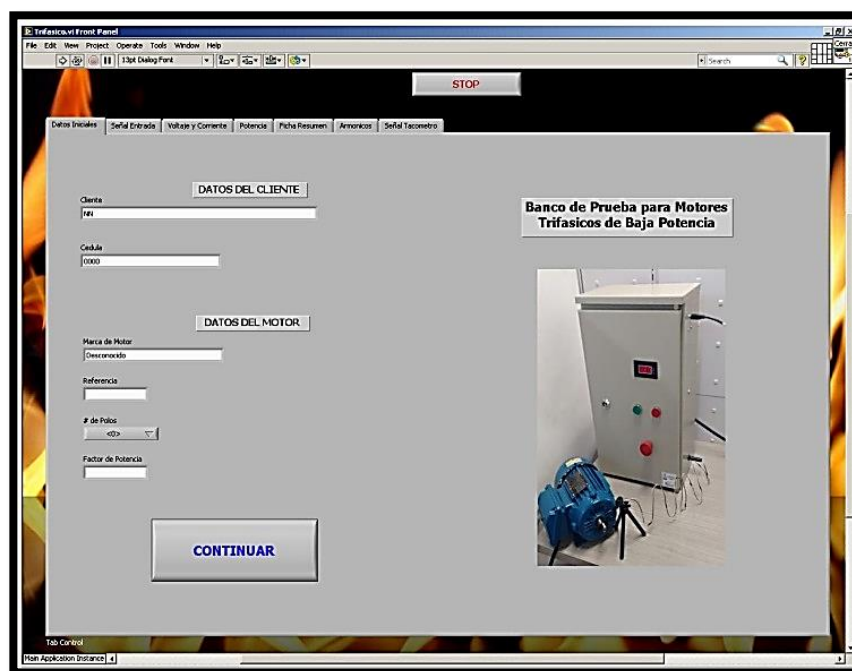 Trifasico.vi Front Panel
File Edit View Project Operate Tools Window Help
13pt Dialog Font
Search
Cerra
STOP
Datos Iniciales Señal Entrada Voltaje y Corriente Potencia Ficha Resumen Armonicos Señal Tacometro
DATOS DEL CLIENTE
Cliente
NN
Cedula
0000
DATOS DEL MOTOR
Marca de Motor
Desconocido
Referencia
# de Polos
<0>
Factor de Potencia
CONTINUAR
Banco de Prueba para Motores
Trifasicos de Baja Potencia
Tab Control
Main Application Instance